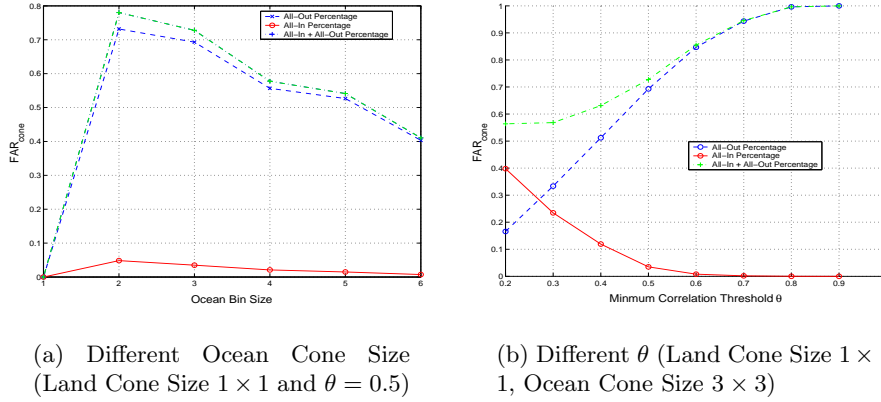 0.8
0.7
0.6
0.5
0.4
0.3
0.2
0.1
0
FAR_cone
All-Out Percentage
All-In Percentage
All-In + All-Out Percentage
1 2 3 4 5 6
Ocean Bin Size
1
0.9
0.8
0.7
0.6
0.5
0.4
0.3
0.2
0.1
0
FAR_cone
All-Out Percentage
All-In Percentage
All-In + All-Out Percentage
0.2 0.3 0.4 0.5 0.6 0.7 0.8 0.9
Minmum Correlation Threshold θ
(a) Different Ocean Cone Size
(Land Cone Size 1 × 1 and θ = 0.5)
(b) Different θ (Land Cone Size 1 ×
1, Ocean Cone Size 3 × 3)